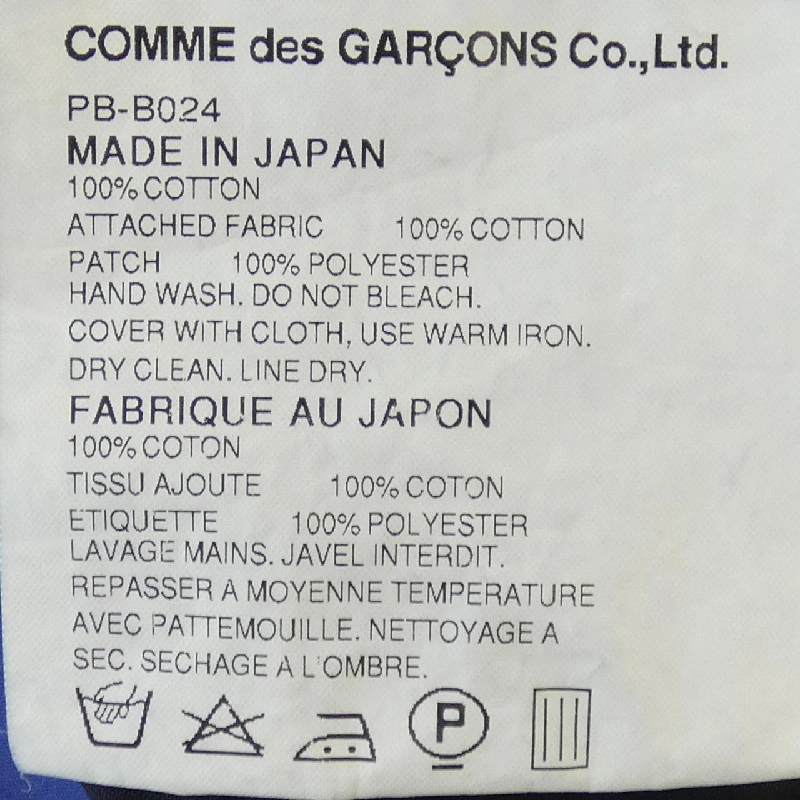 COMME des GARÇONS Co.,Ltd.
PB-B024
MADE IN JAPAN
100% COTTON
ATTACHED FABRIC 100% COTTON
PATCH 100% POLYESTER
HAND WASH. DO NOT BLEACH.
COVER WITH CLOTH, USE WARM IRON.
DRY CLEAN. LINE DRY.
FABRIQUE AU JAPON
100% COTON
TISSU AJOUTE 100% COTON
ETIQUETTE 100% POLYESTER
LAVAGE MAINS. JAVEL INTERDIT.
REPASSER A MOYENNE TEMPERATURE
AVEC PATTEMOUILLE. NETTOYAGE A
SEC. SECHAGE A L'OMBRE.
P